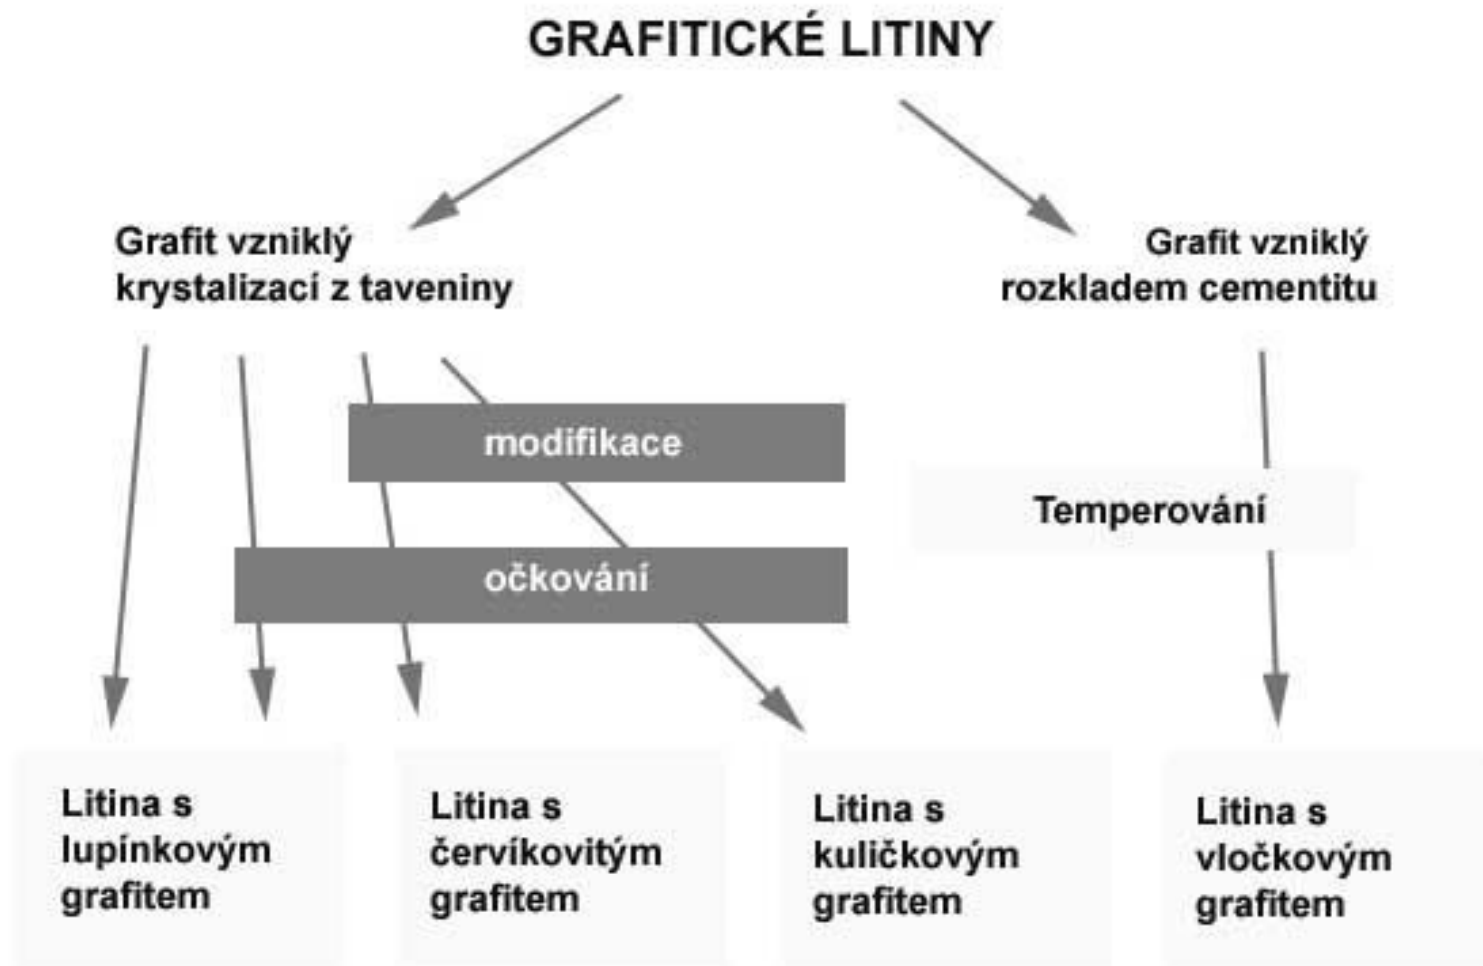 GRAFITICKÉ LITINY
Grafit vzniklý
krystalizací z taveniny
Grafit vzniklý
rozkladem cementitu
modifikace
Temperování
očkování
Litina s
lupínkovým
grafitem
Litina s
červíkovitým
grafitem
Litina s
kuličkovým
grafitem
Litina s
vločkovým
grafitem